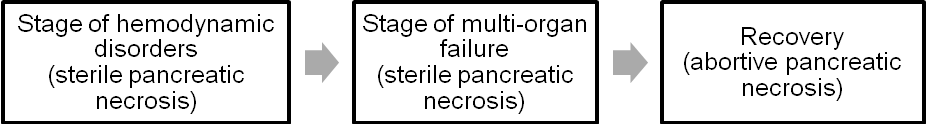 Stage of hemodynamic
disorders
(sterile pancreatic
necrosis)
Stage of multi-organ
failure
(sterile pancreatic
necrosis)
Recovery
(abortive pancreatic
necrosis)